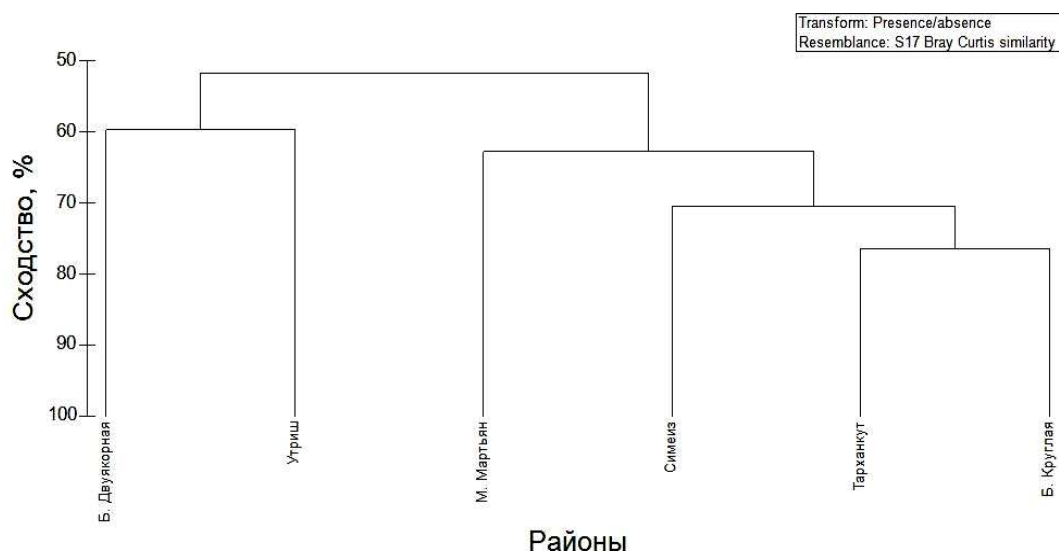 Transform: Presence/absence
Resemblance: S17 Bray Curtis similarity
50
60
70
80
90
100
Сходство, %
Б. Двуякорная
Утриш
М. Мартьян
Симеиз
Тарханкут
Б. Круглая
Районы